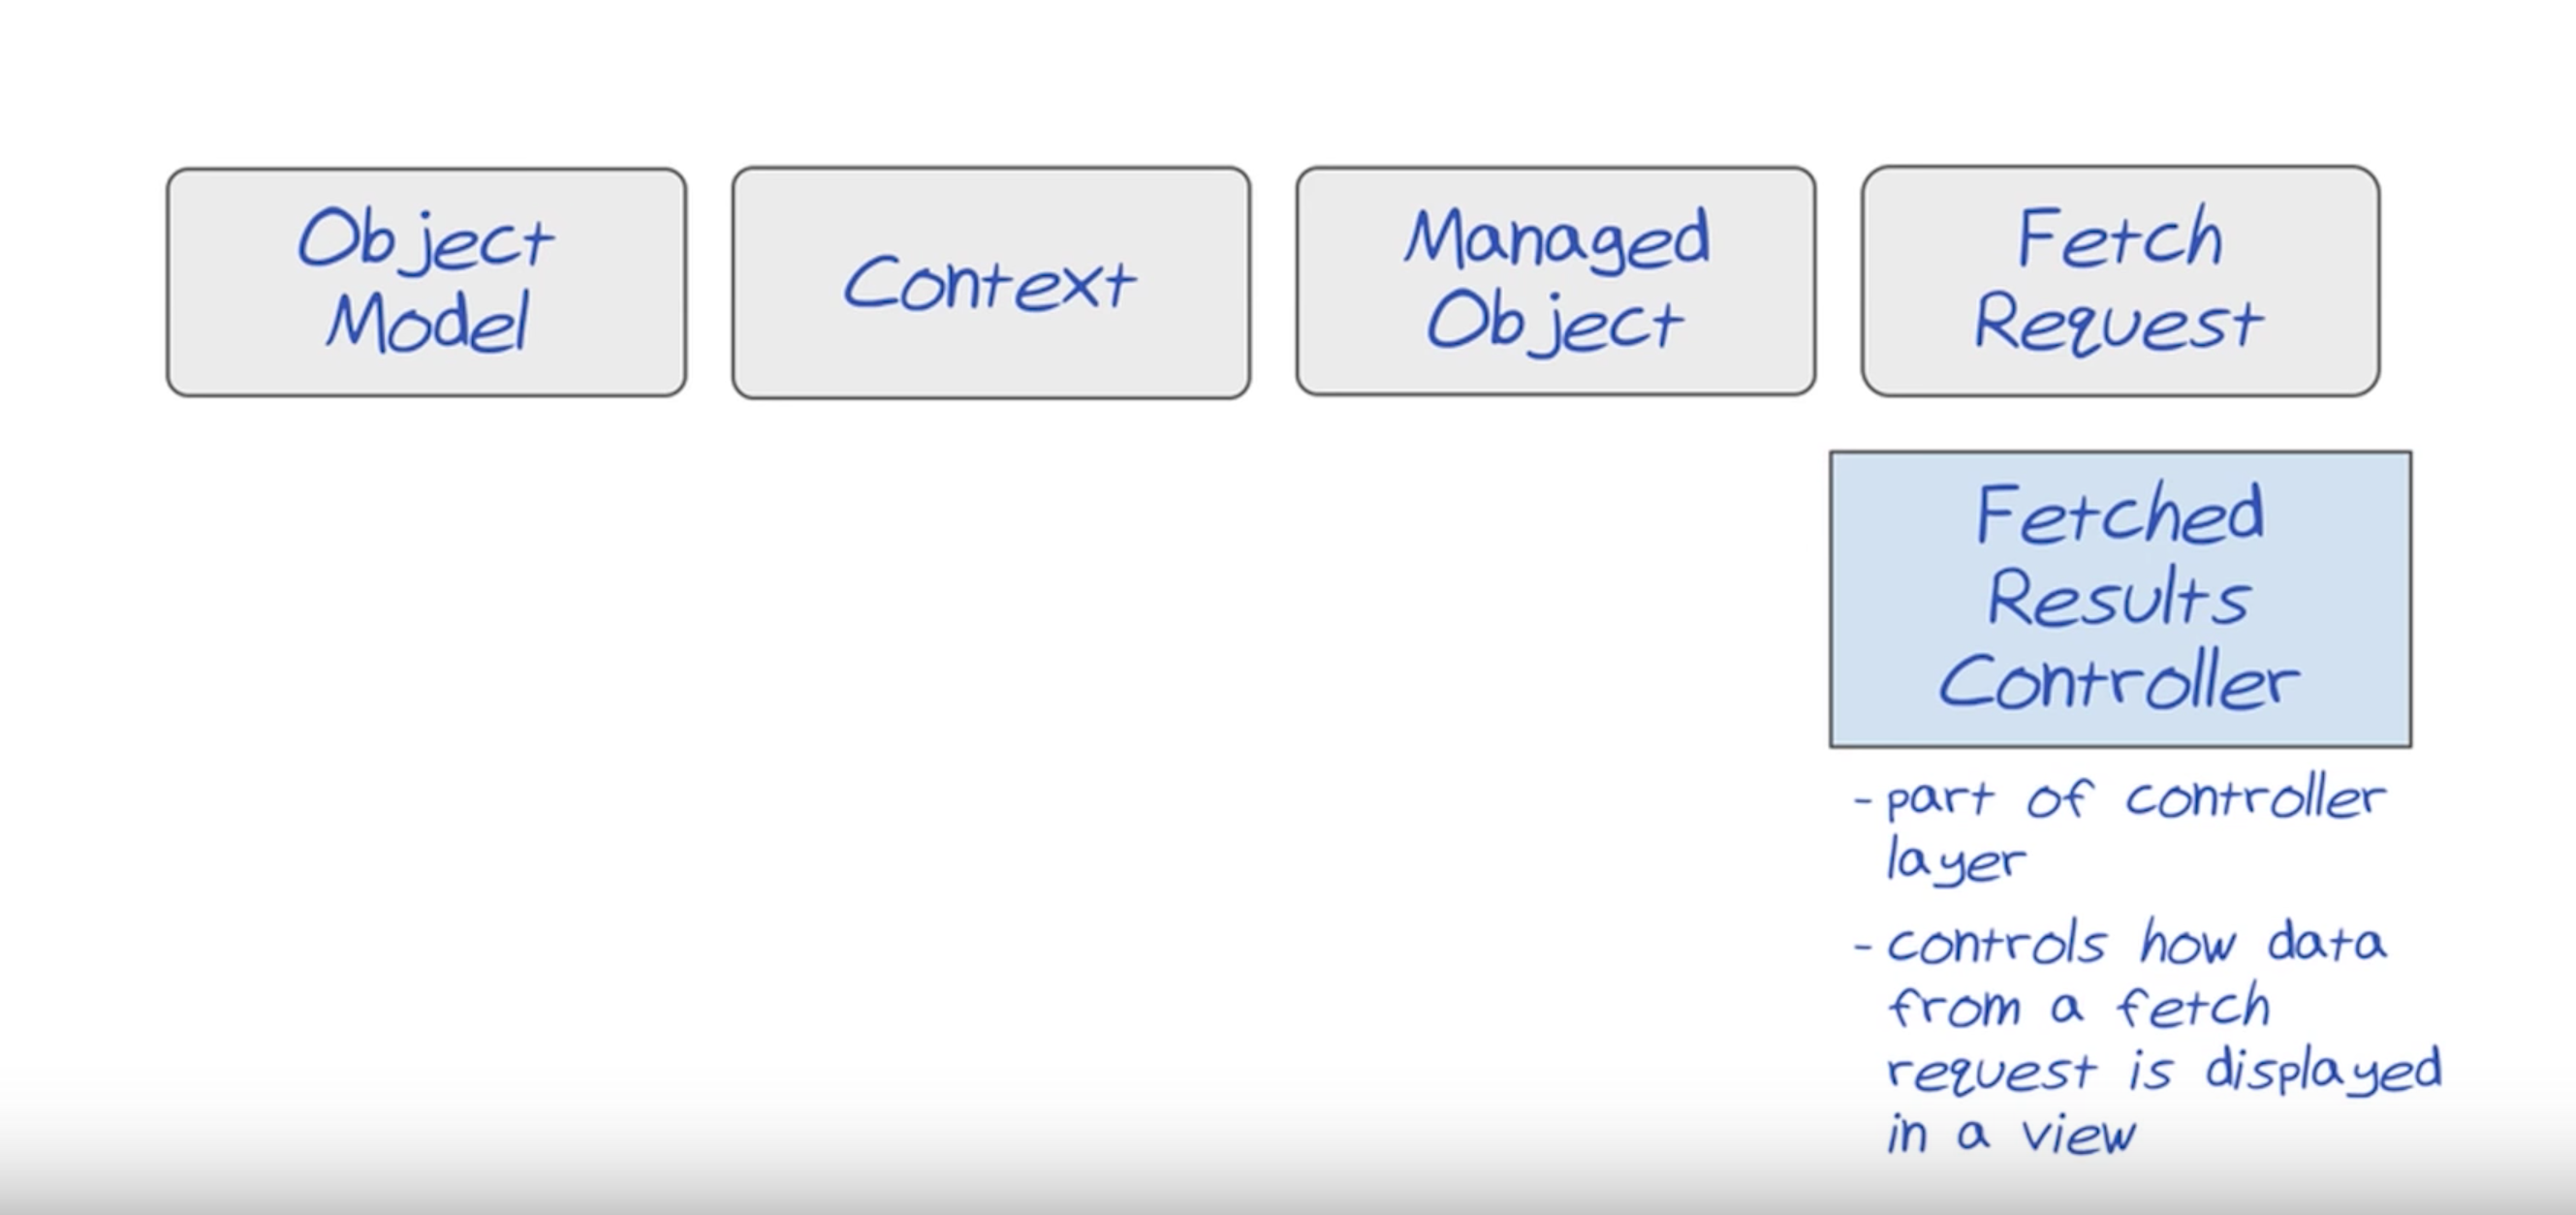 Object
Model
Context
Managed
Object
Fetch
Request
Fetched
Results
Controller
- part of controller
layer
- controls how data
from a fetch
request is displayed
in a view